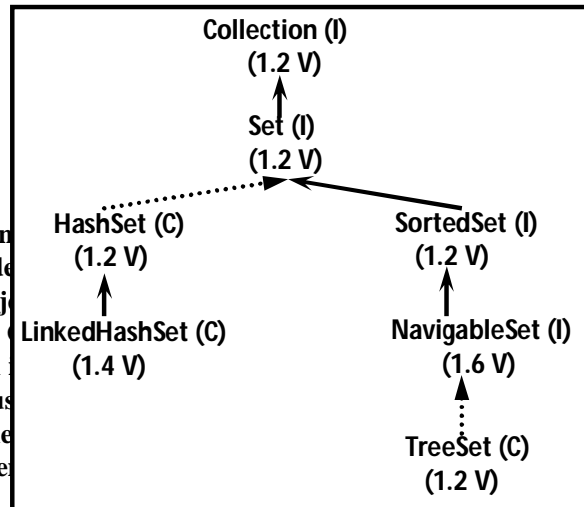 Collection (I)
(1.2 V)
Set (I)
(1.2 V)
HashSet (C)
(1.2 V)
SortedSet (I)
(1.2 V)
LinkedHashSet (C)
(1.4 V)
NavigableSet (I)
(1.6 V)
TreeSet (C)
(1.2 V)